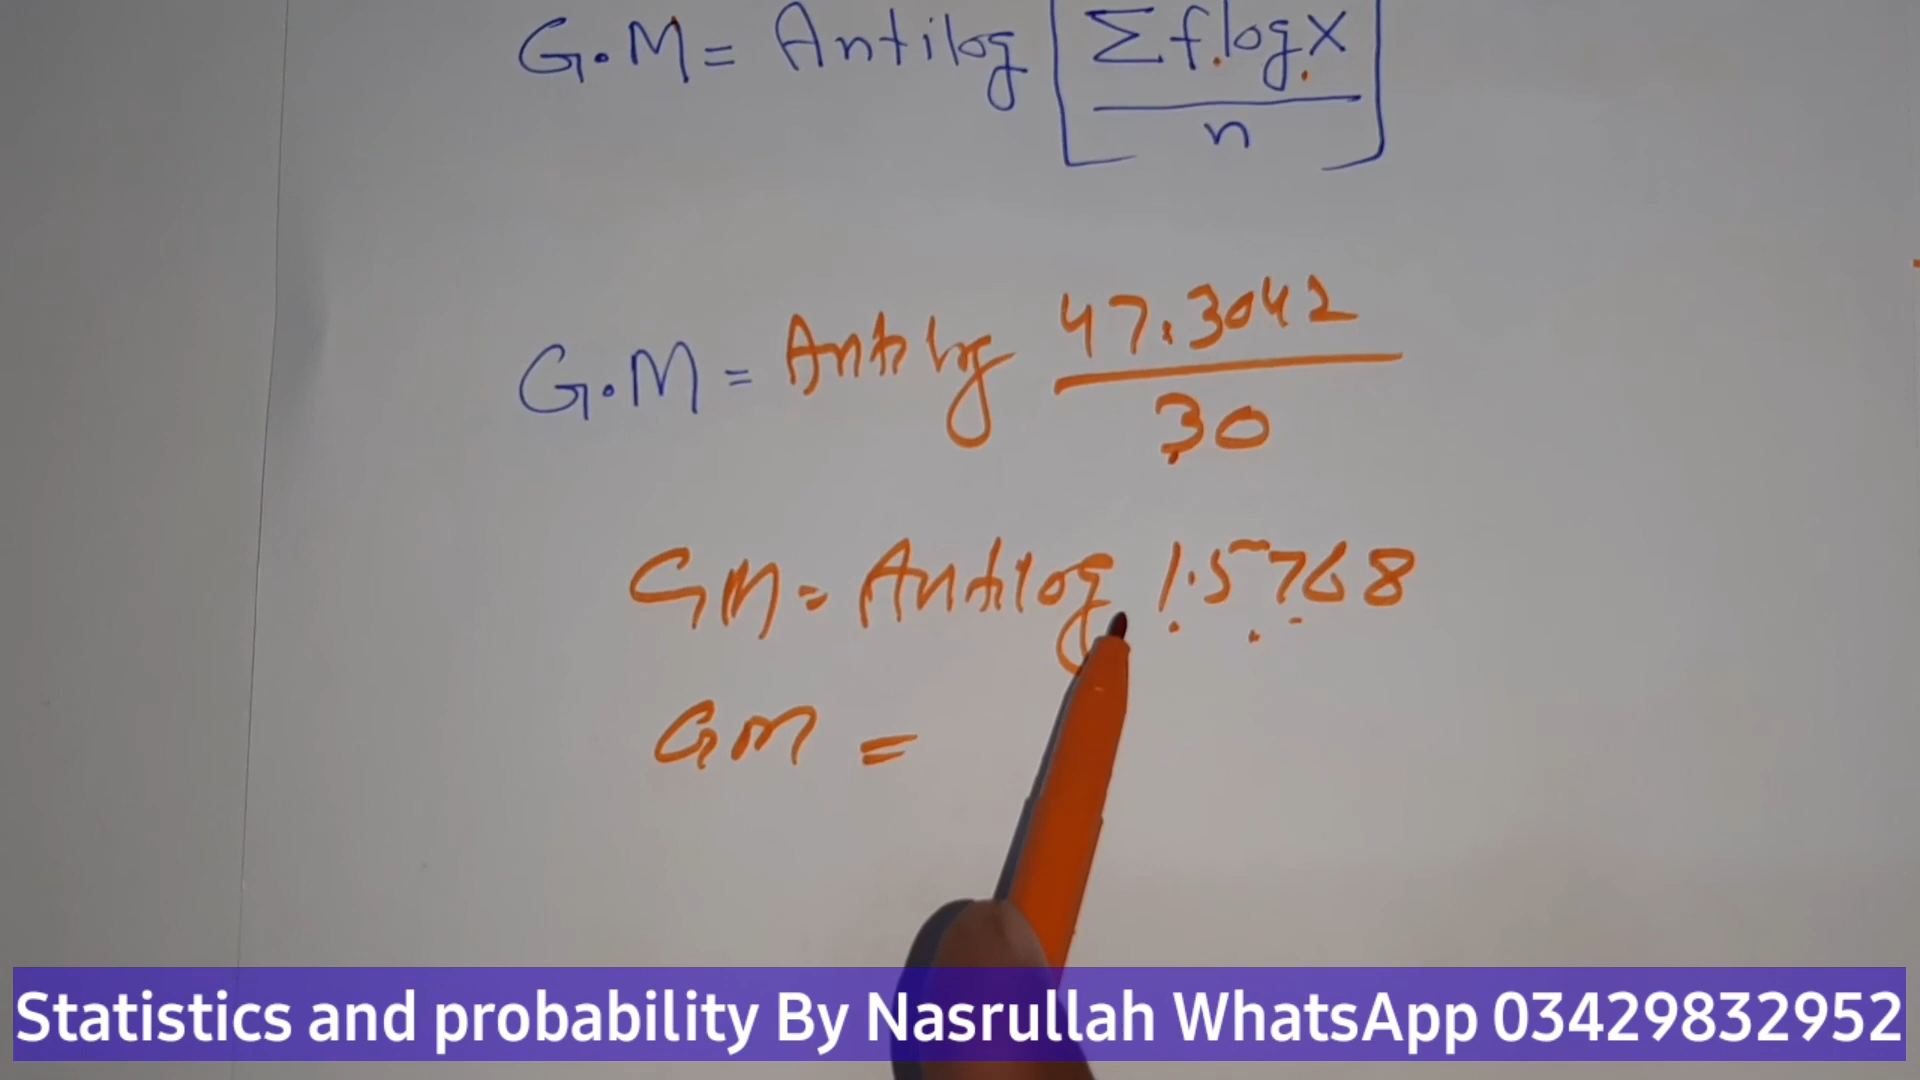 G.M = Antilog [Σf.logx / n]
G.M = Antilog 47.3042 / 30
GM = Antilog 1.5768
GM =
Statistics and probability By Nasrullah WhatsApp 03429832952